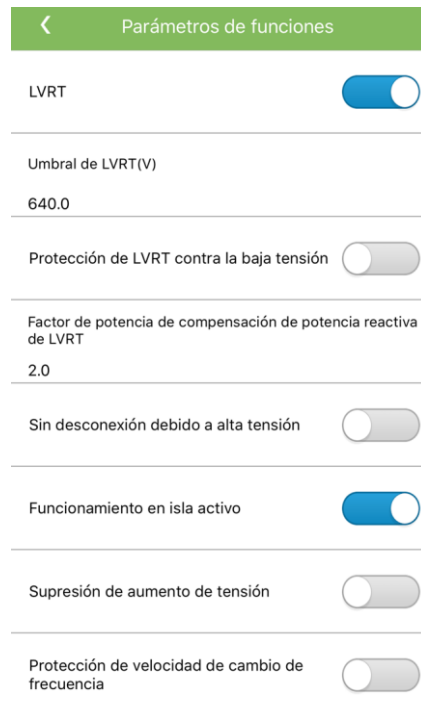 Parámetros de funciones
LVRT
Umbral de LVRT(V)
640.0
Protección de LVRT contra la baja tensión
Factor de potencia de compensación de potencia reactiva
de LVRT
2.0
Sin desconexión debido a alta tensión
Funcionamiento en isla activo
Supresión de aumento de tensión
Protección de velocidad de cambio de
frecuencia